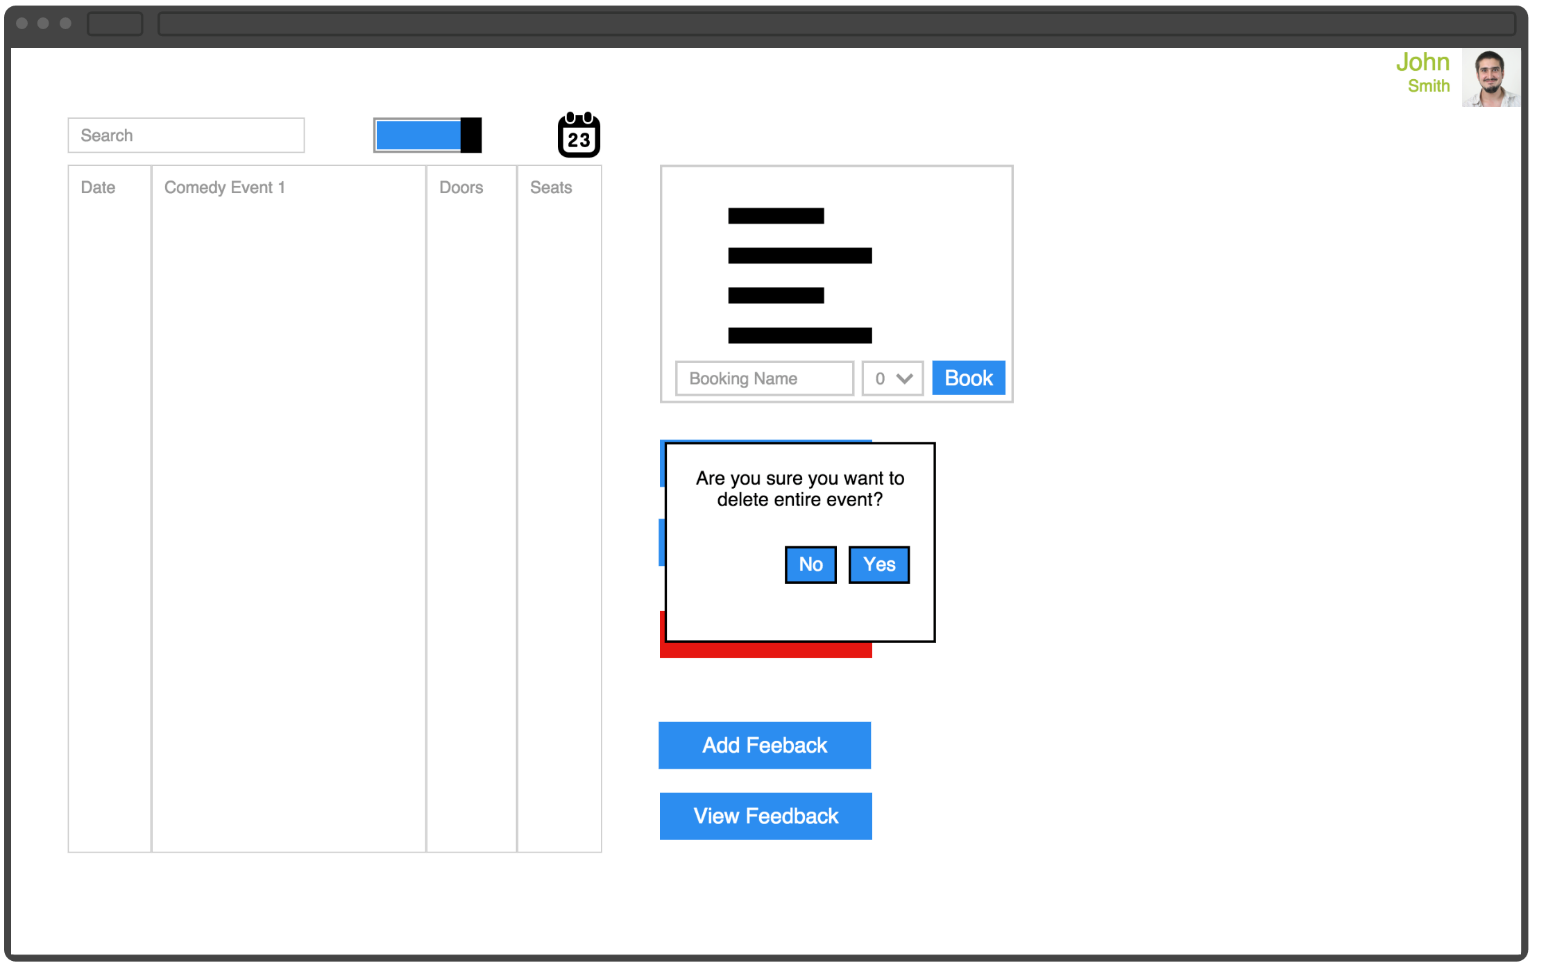 John
Smith
Search
23
Date
Comedy Event 1
Doors
Seats
Booking Name
0
Book
Are you sure you want to
delete entire event?
No
Yes
Add Feeback
View Feedback